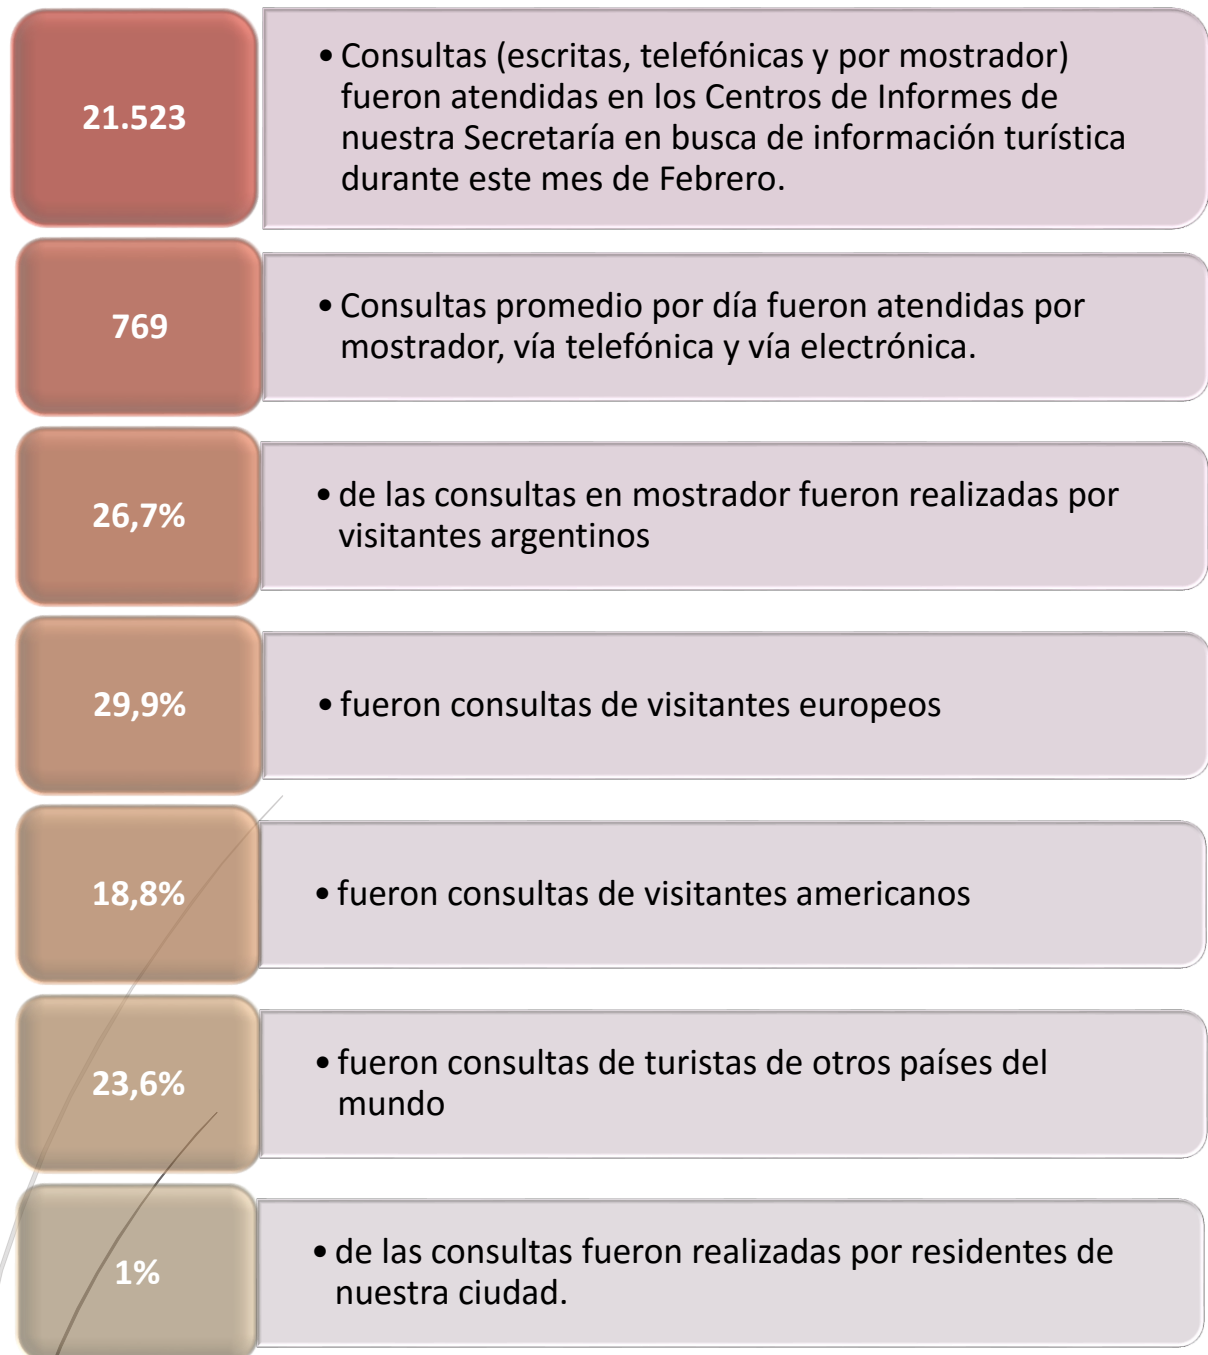 21.523
• Consultas (escritas, telefónicas y por mostrador)
fueron atendidas en los Centros de Informes de
nuestra Secretaría en busca de información turística
durante este mes de Febrero.
769
• Consultas promedio por día fueron atendidas por
mostrador, vía telefónica y vía electrónica.
26,7%
• de las consultas en mostrador fueron realizadas por
visitantes argentinos
29,9%
• fueron consultas de visitantes europeos
18,8%
• fueron consultas de visitantes americanos
23,6%
• fueron consultas de turistas de otros países del
mundo
1%
• de las consultas fueron realizadas por residentes de
nuestra ciudad.